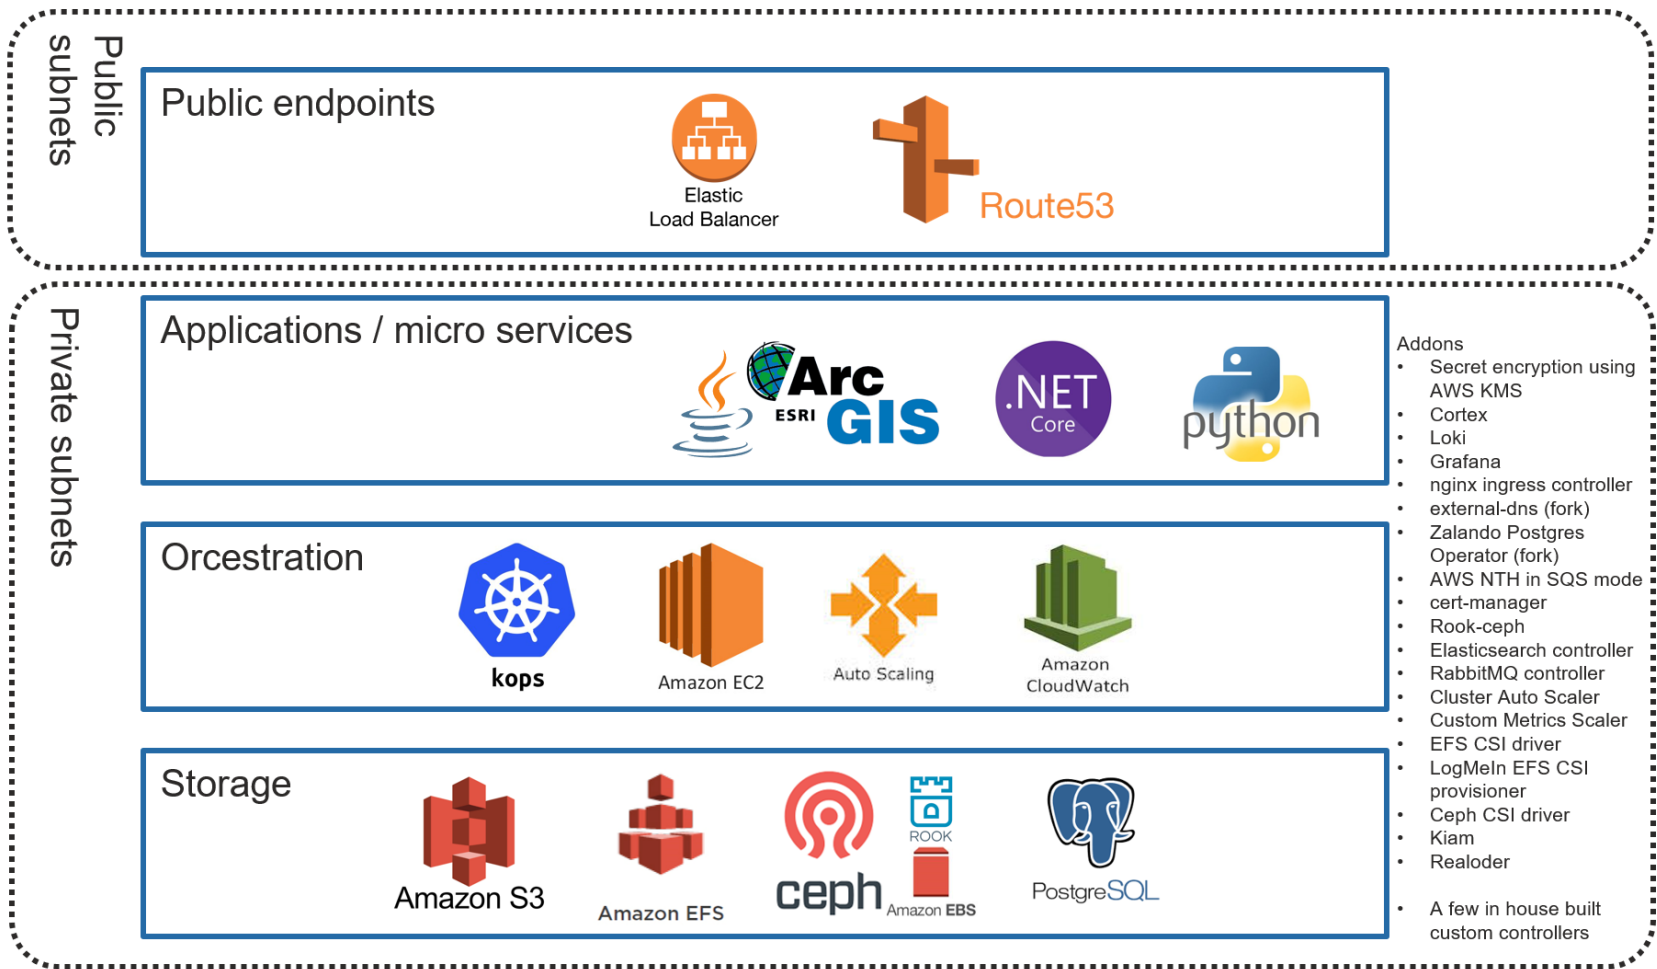 Public
subnets
Public endpoints
Elastic
Load Balancer
Route53
Private subnets
Applications / micro services
Arc
ESRI
GIS
.NET
Core
python
Orcestration
kops
Amazon EC2
Auto Scaling
Amazon
CloudWatch
Storage
Amazon S3
Amazon EFS
ceph
ROOK
Amazon EBS
PostgreSQL
Addons
• Secret encryption using
AWS KMS
• Cortex
• Loki
• Grafana
• nginx ingress controller
• external-dns (fork)
• Zalando Postgres
Operator (fork)
• AWS NTH in SQS mode
• cert-manager
• Rook-ceph
• Elasticsearch controller
• RabbitMQ controller
• Cluster Auto Scaler
• Custom Metrics Scaler
• EFS CSI driver
• LogMeIn EFS CSI
provisioner
• Ceph CSI driver
• Kiam
• Realoder
• A few in house built
custom controllers